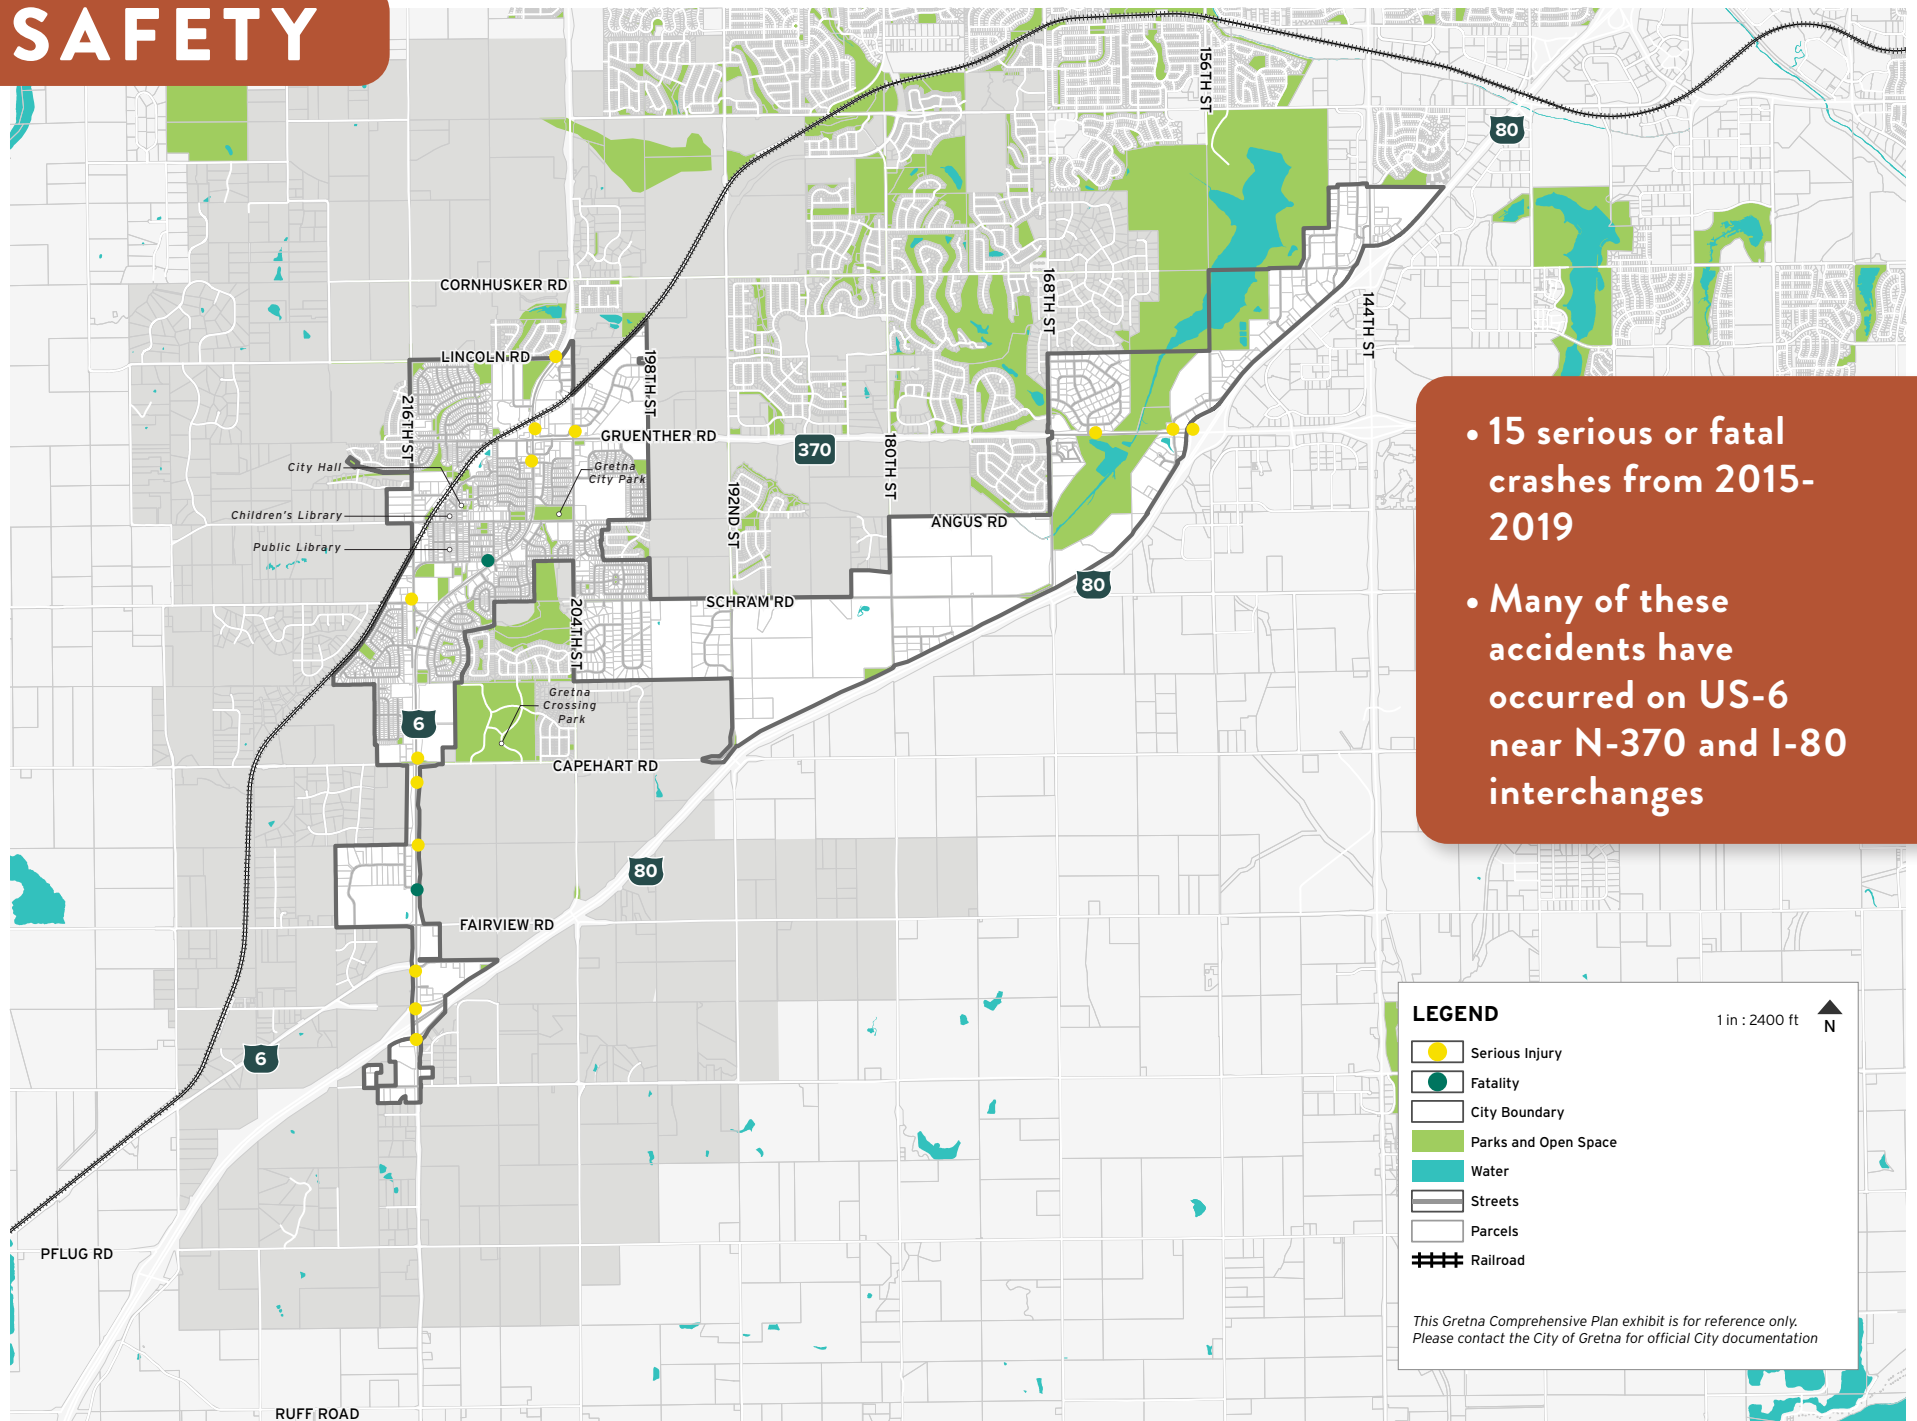 SAFETY
156TH ST
80
CORNHUSKER RD
168TH ST
144TH ST
LINCOLN RD
198TH ST
216TH ST
GRUENTHER RD
370
180TH ST
City Hall
Gretna
City Park
192ND ST
Children's Library
ANGUS RD
Public Library
80
SCHRAM RD
204TH ST
Gretna
Crossing
Park
6
CAPEHART RD
80
FAIRVIEW RD
6
PFLUG RD
RUFF ROAD
• 15 serious or fatal
crashes from 2015-
2019
• Many of these
accidents have
occurred on US-6
near N-370 and I-80
interchanges
LEGEND
1 in : 2400 ft
N
Serious Injury
Fatality
City Boundary
Parks and Open Space
Water
Streets
Parcels
Railroad
This Gretna Comprehensive Plan exhibit is for reference only.
Please contact the City of Gretna for official City documentation